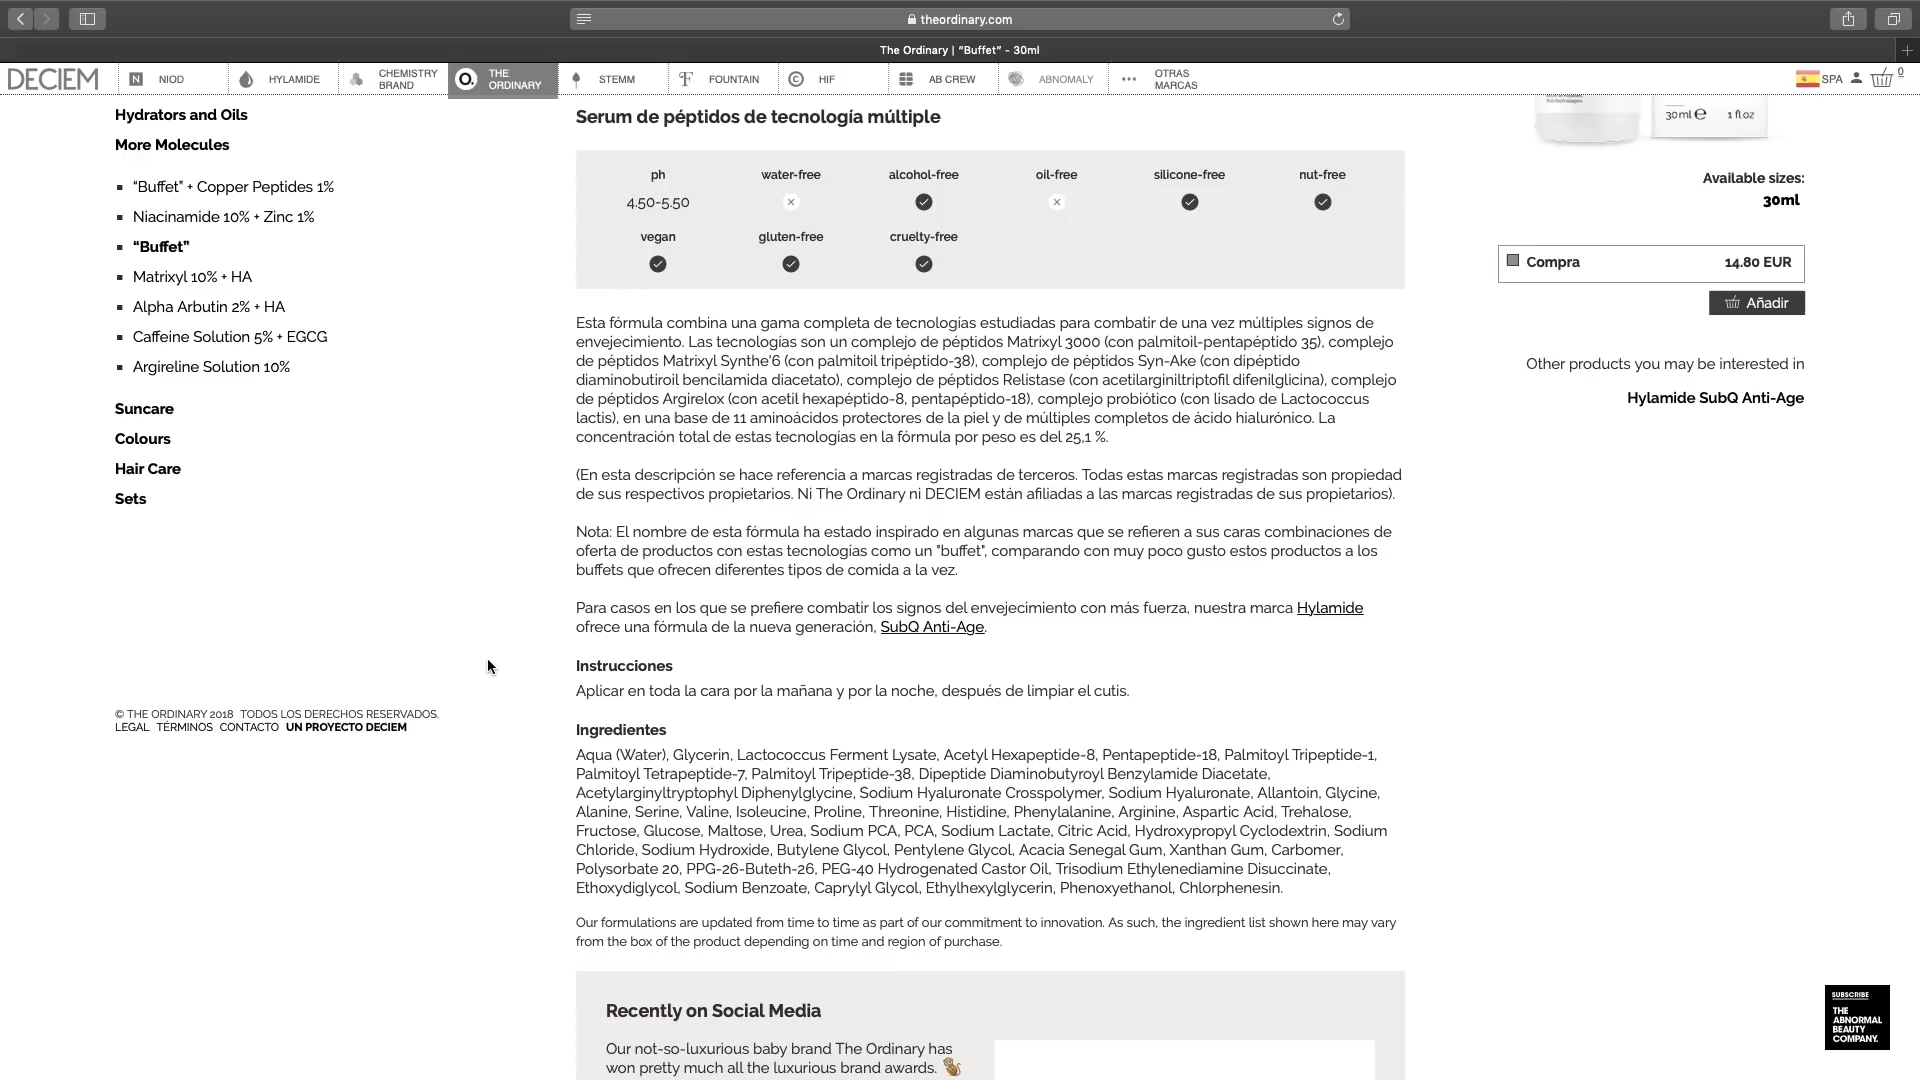 theordinary.com
The Ordinary | “Buffet” - 30ml
DECIEM
N NIOD
HYLAMIDE
CHEMISTRY BRAND
O. THE ORDINARY
STEMM
F FOUNTAIN
C HIF
AB CREW
ABNOMALY
OTRAS MARCAS
SPA
0
Hydrators and Oils
More Molecules
“Buffet” + Copper Peptides 1%
Niacinamide 10% + Zinc 1%
“Buffet”
Matrixyl 10% + HA
Alpha Arbutin 2% + HA
Caffeine Solution 5% + EGCG
Argireline Solution 10%
Suncare
Colours
Hair Care
Sets
© THE ORDINARY 2018 TODOS LOS DERECHOS RESERVADOS.
LEGAL TÉRMINOS CONTACTO UN PROYECTO DECIEM
Serum de péptidos de tecnología múltiple
ph water-free alcohol-free oil-free silicone-free nut-free
4.50-5.50
vegan gluten-free cruelty-free
Esta fórmula combina una gama completa de tecnologías estudiadas para combatir de una vez múltiples signos de
envejecimiento. Las tecnologías son un complejo de péptidos Matrixyl 3000 (con palmitoil-pentapéptido 35), complejo
de péptidos Matrixyl Synthe'6 (con palmitoil tripéptido-38), complejo de péptidos Syn-Ake (con dipéptido
diaminobutiroil bencilamida diacetato), complejo de péptidos Relistase (con acetilarginiltriptofil difenilglicina), complejo
de péptidos Argirelox (con acetil hexapéptido-8, pentapéptido-18), complejo probiótico (con lisado de Lactococcus
lactis), en una base de 11 aminoácidos protectores de la piel y de múltiples completos de ácido hialurónico. La
concentración total de estas tecnologías en la fórmula por peso es del 25,1 %.
(En esta descripción se hace referencia a marcas registradas de terceros. Todas estas marcas registradas son propiedad
de sus respectivos propietarios. Ni The Ordinary ni DECIEM están afiliadas a las marcas registradas de sus propietarios).
Nota: El nombre de esta fórmula ha estado inspirado en algunas marcas que se refieren a sus caras combinaciones de
oferta de productos con estas tecnologías como un "buffet", comparando con muy poco gusto estos productos a los
buffets que ofrecen diferentes tipos de comida a la vez.
Para casos en los que se prefiere combatir los signos del envejecimiento con más fuerza, nuestra marca Hylamide
ofrece una fórmula de la nueva generación, SubQ Anti-Age.
Instrucciones
Aplicar en toda la cara por la mañana y por la noche, después de limpiar el cutis.
Ingredientes
Aqua (Water), Glycerin, Lactococcus Ferment Lysate, Acetyl Hexapeptide-8, Pentapeptide-18, Palmitoyl Tripeptide-1,
Palmitoyl Tetrapeptide-7, Palmitoyl Tripeptide-38, Dipeptide Diaminobutyroyl Benzylamide Diacetate,
Acetylarginyltryptophyl Diphenylglycine, Sodium Hyaluronate Crosspolymer, Sodium Hyaluronate, Allantoin, Glycine,
Alanine, Serine, Valine, Isoleucine, Proline, Threonine, Histidine, Phenylalanine, Arginine, Aspartic Acid, Trehalose,
Fructose, Glucose, Maltose, Urea, Sodium PCA, PCA, Sodium Lactate, Citric Acid, Hydroxypropyl Cyclodextrin, Sodium
Chloride, Sodium Hydroxide, Butylene Glycol, Pentylene Glycol, Acacia Senegal Gum, Xanthan Gum, Carbomer,
Polysorbate 20, PPG-26-Buteth-26, PEG-40 Hydrogenated Castor Oil, Trisodium Ethylenediamine Disuccinate,
Ethoxydiglycol, Sodium Benzoate, Caprylyl Glycol, Ethylhexylglycerin, Phenoxyethanol, Chlorphenesin.
Our formulations are updated from time to time as part of our commitment to innovation. As such, the ingredient list shown here may vary
from the box of the product depending on time and region of purchase.
Recently on Social Media
Our not-so-luxurious baby brand The Ordinary has
won pretty much all the luxurious brand awards.
30ml e 1 fl oz
Available sizes:
30ml
Compra 14.80 EUR
Añadir
Other products you may be interested in
Hylamide SubQ Anti-Age
SUBSCRIBE
THE
ABNORMAL
BEAUTY
COMPANY.